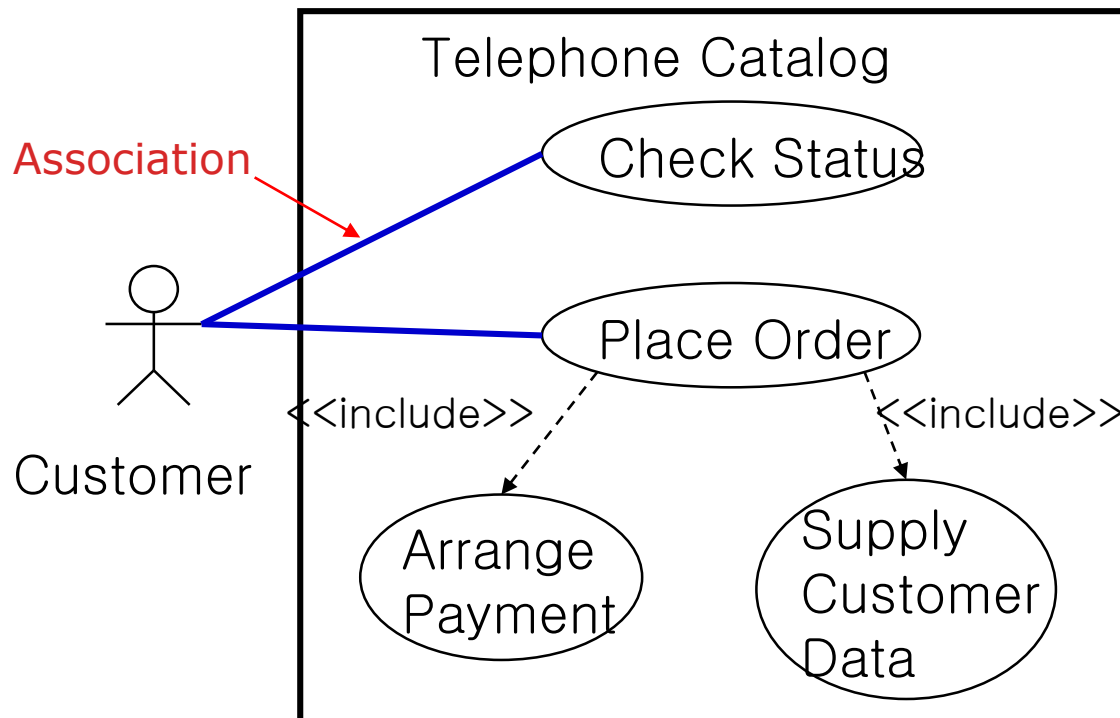 Telephone Catalog
Check Status
Association
Place Order
<<include>>
<<include>>
Customer
Arrange
Payment
Supply
Customer
Data